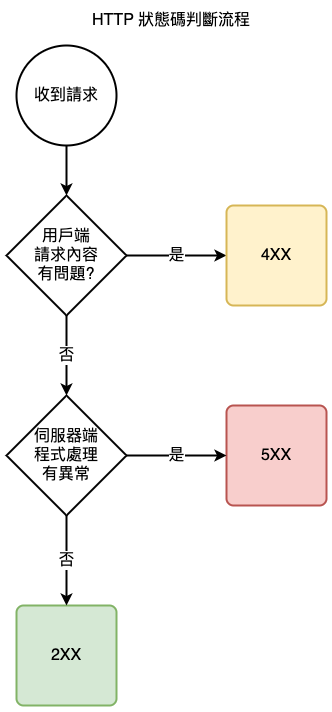 HTTP 狀態碼判斷流程
收到請求
用戶端
請求內容
有問題?
是
4XX
否
伺服器端
程式處理
有異常
是
5XX
否
2XX